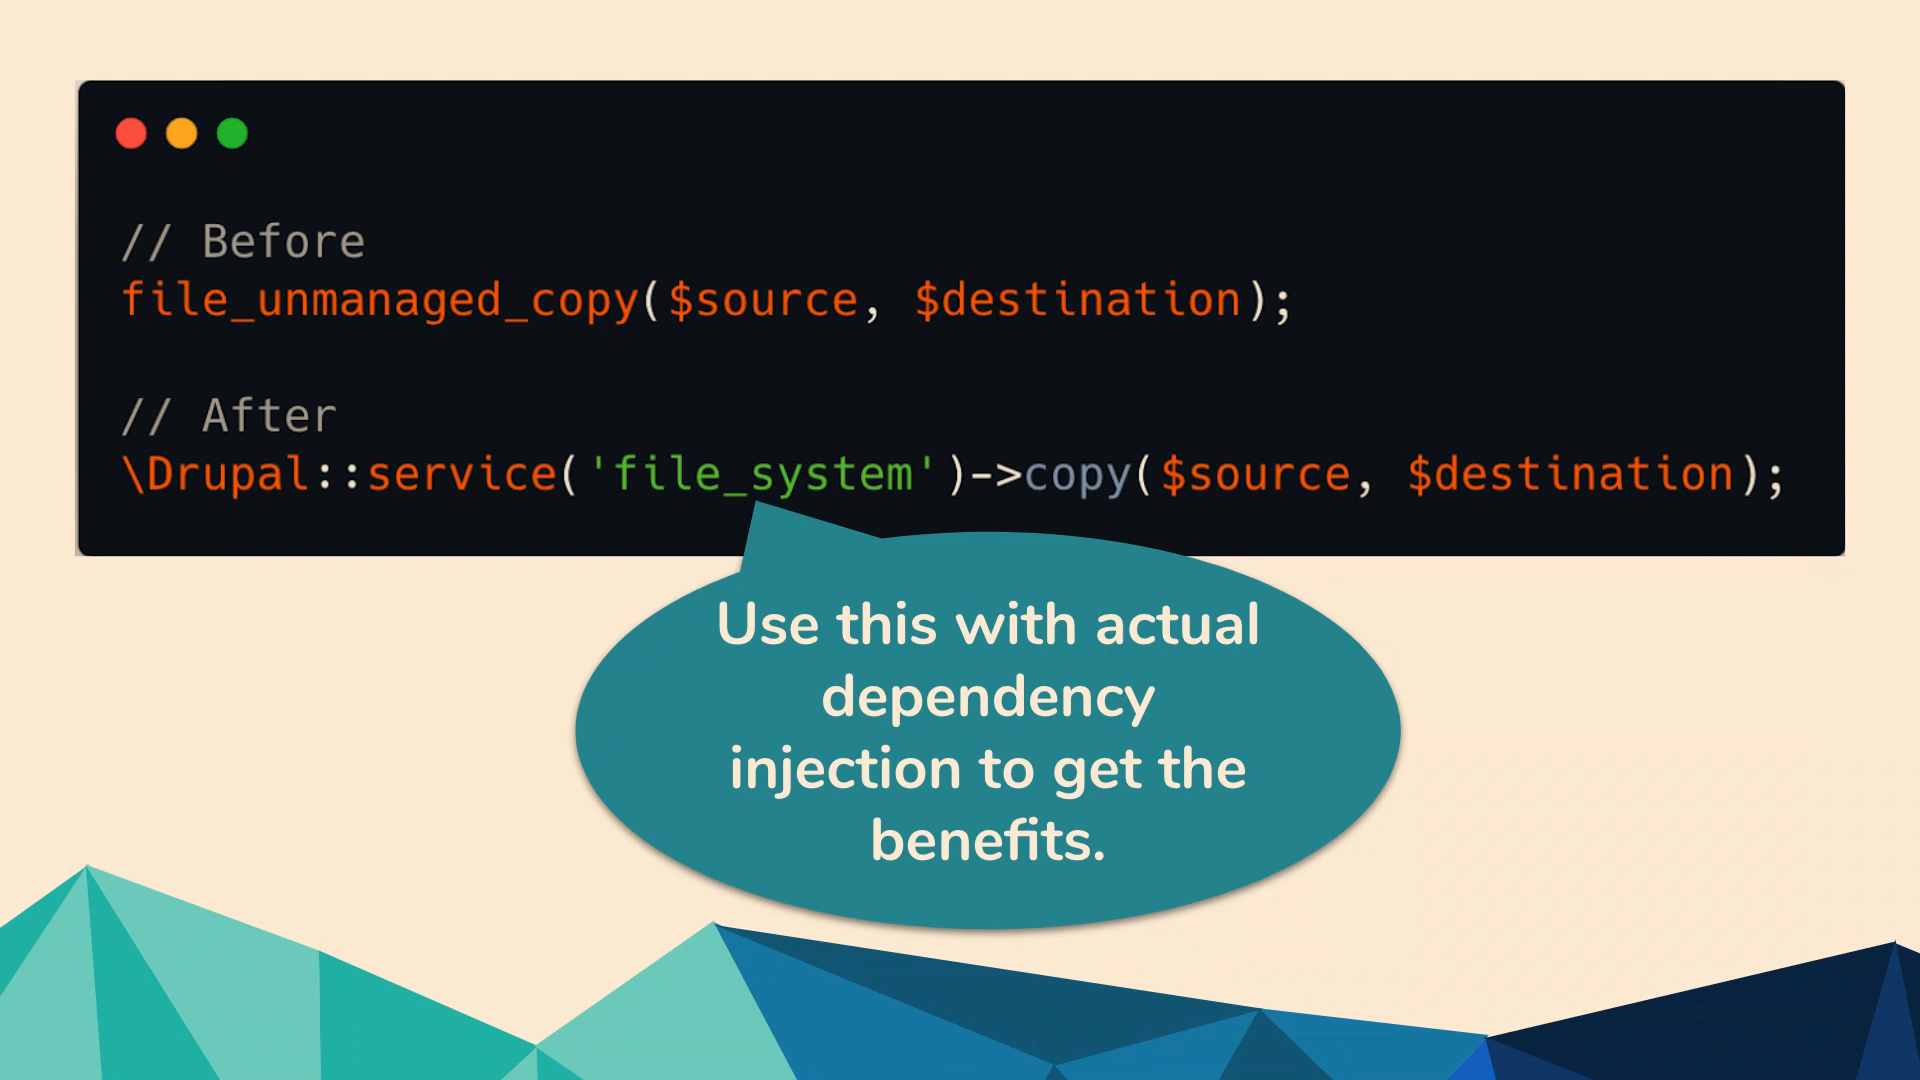 // Before
file_unmanaged_copy($source, $destination);
// After
\Drupal::service('file_system')->copy($source, $destination);
Use this with actual
dependency
injection to get the
benefits.